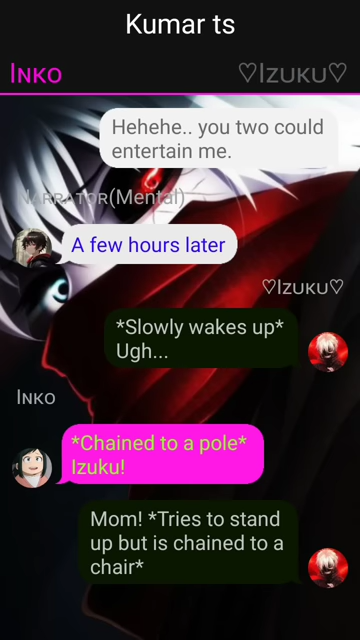 Kumar ts
Inko
♡Izuku♡
Hehehe.. you two could
entertain me.
Narrator(Mental)
A few hours later
♡Izuku♡
*Slowly wakes up*
Ugh...
Inko
*Chained to a pole*
Izuku!
Mom! *Tries to stand
up but is chained to a
chair*